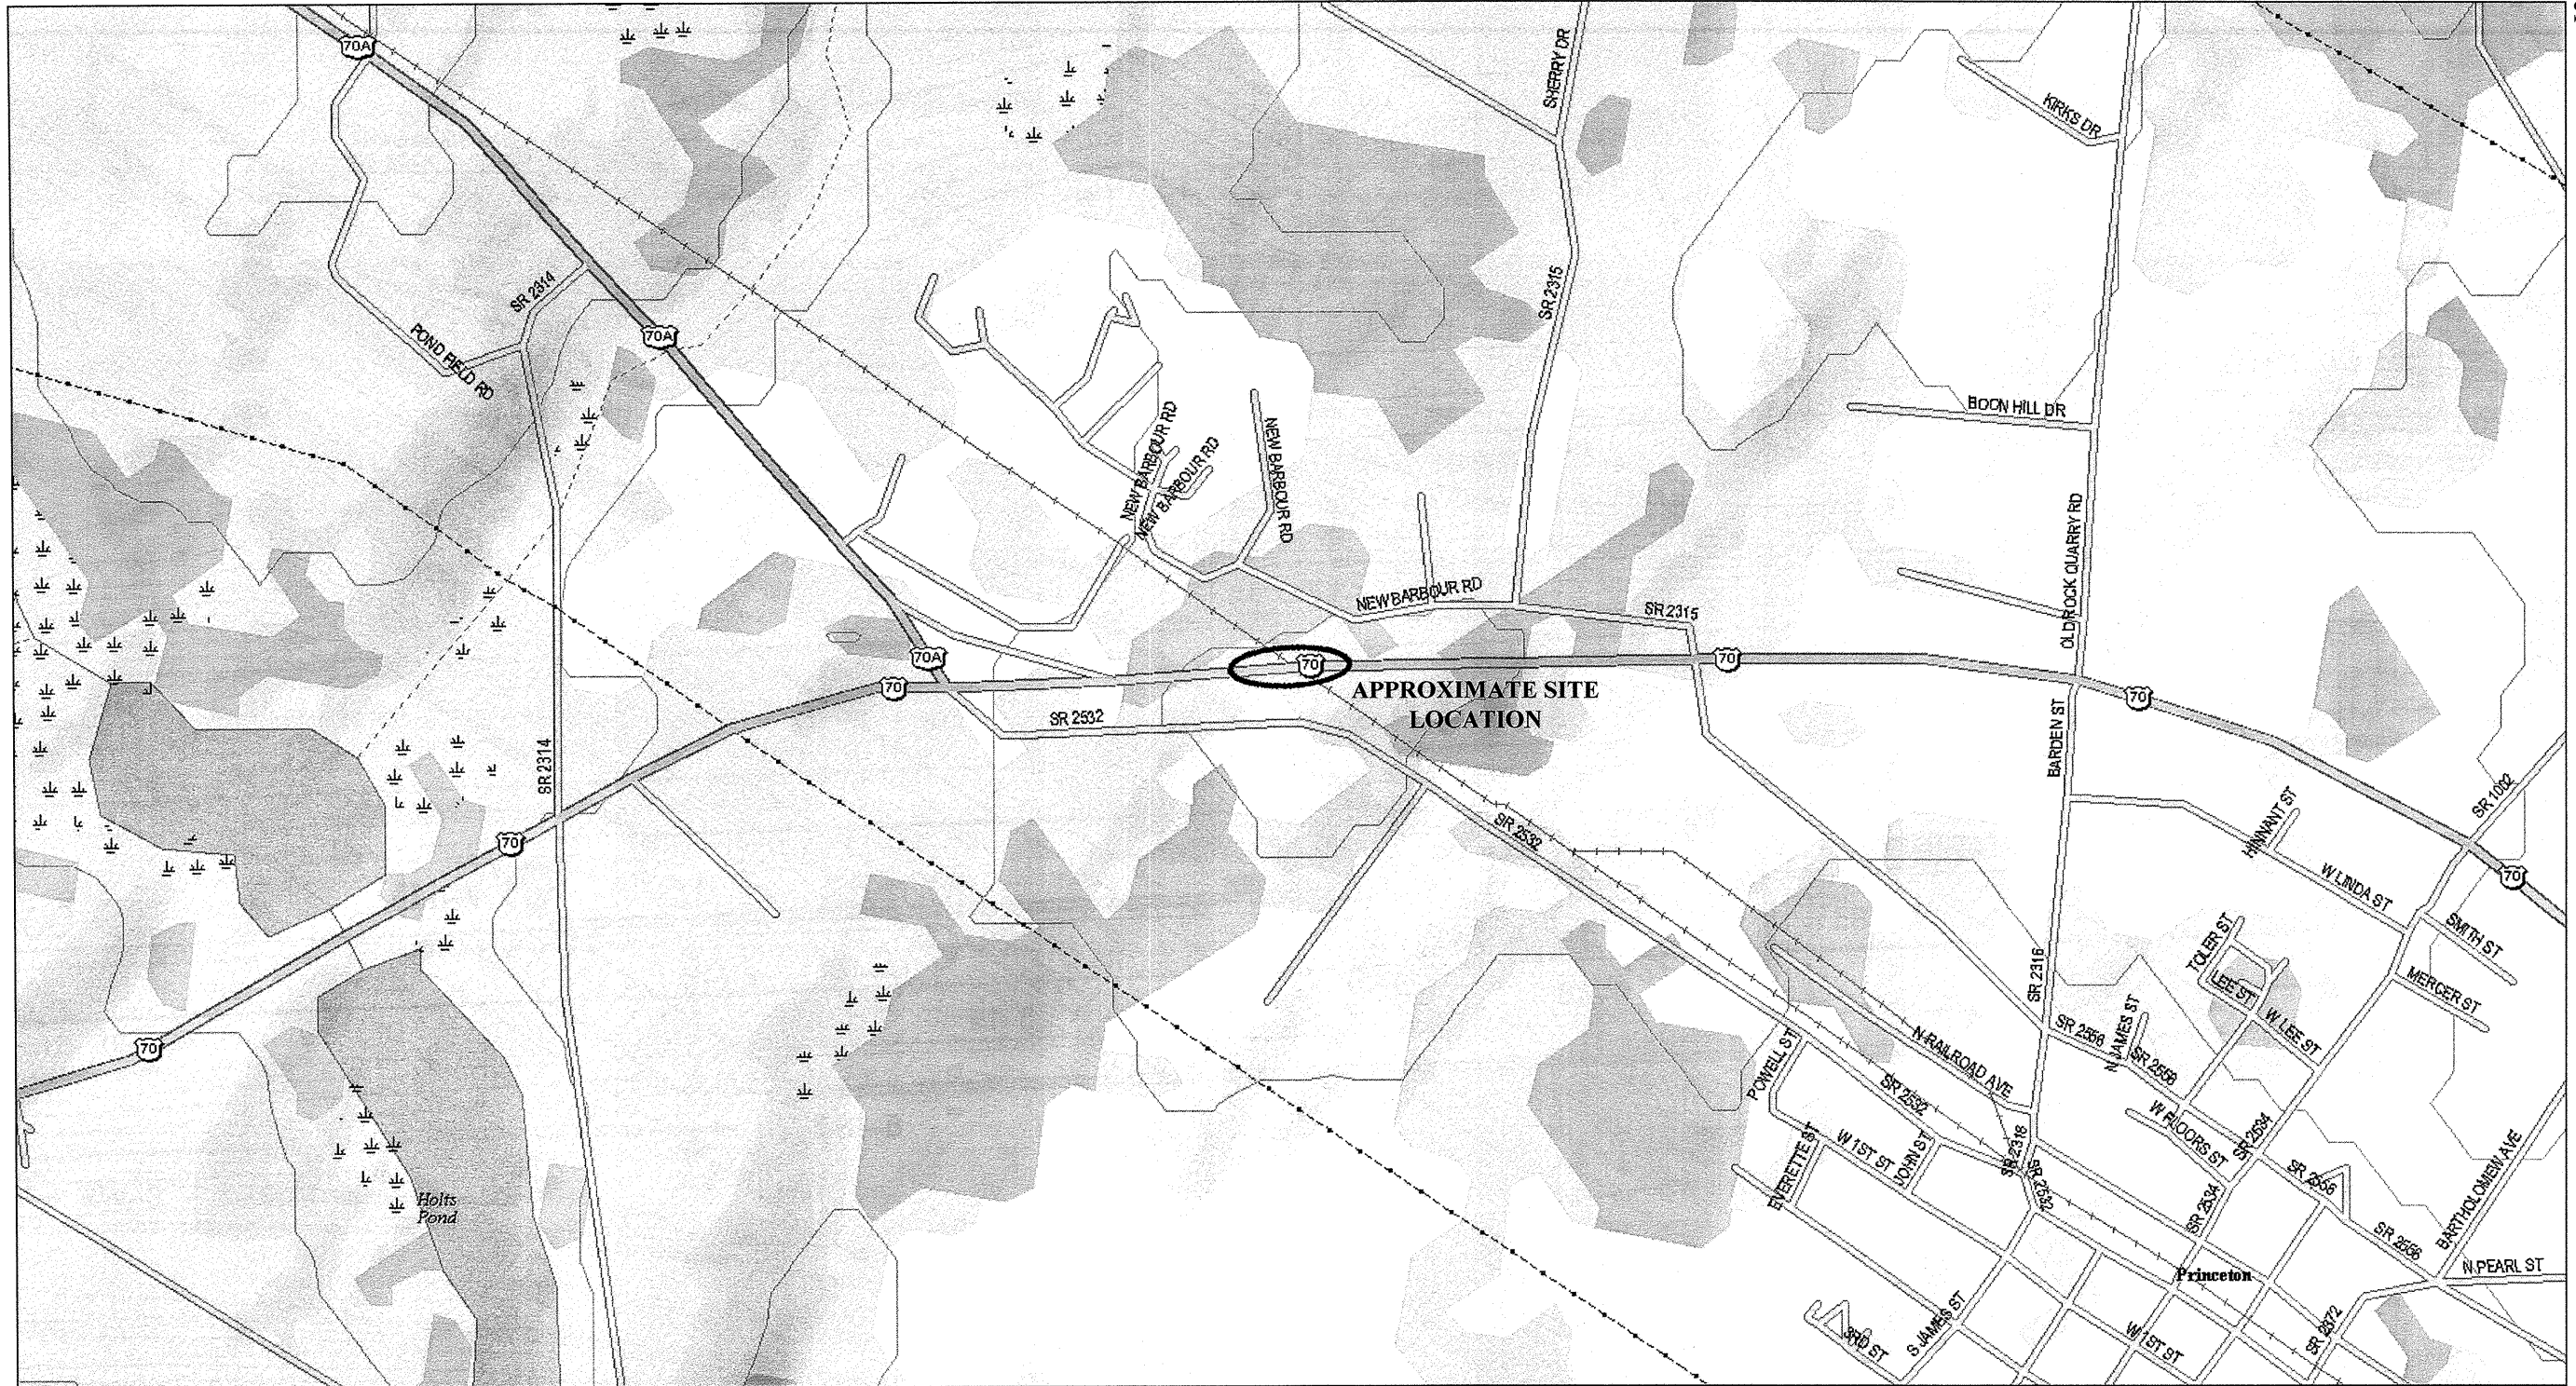 70A
SHERRY DR
KIRKS DR
SR 2314
SR 2315
POND FIELD RD
70A
BOON HILL DR
NEW BARBOUR RD
NEW BARBOUR RD
NEW BARBOUR RD
OLD ROCK QUARRY RD
NEW BARBOUR RD
SR 2315
70A
70
70
70
70
APPROXIMATE SITE
LOCATION
SR 2532
BARDEN ST
SR 2314
SR 1002
HINNANT ST
SR 2532
70
70
W LINDA ST
SMITH ST
TOLER ST
LEE ST
MERCER ST
SR 2316
N JAMES ST
W LEE ST
SR 2556
SR 2556
N RAILROAD AVE
70
POWELL ST
SR 2532
W FLOORS ST
SR 2534
EVERETTE ST
W 1ST ST
JOHN ST
SR 2318
SR 2532
SR 2556
BARTHOLOMEW AVE
SR 2534
SR 2556
Holts
Pond
N PEARL ST
Princeton
3RD ST
S JAMES ST
W 1ST ST
SR 2372